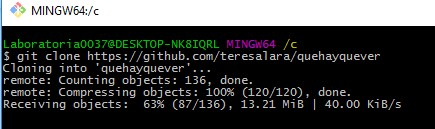 MINGW64:/c
Laboratoria0037@DESKTOP-NK8IQRL MINGW64 /c
$ git clone https://github.com/teresalara/quehayquever
Cloning into 'quehayquever'...
remote: Counting objects: 136, done.
remote: Compressing objects: 100% (120/120), done.
Receiving objects:  63% (87/136), 13.21 MiB | 40.00 KiB/s